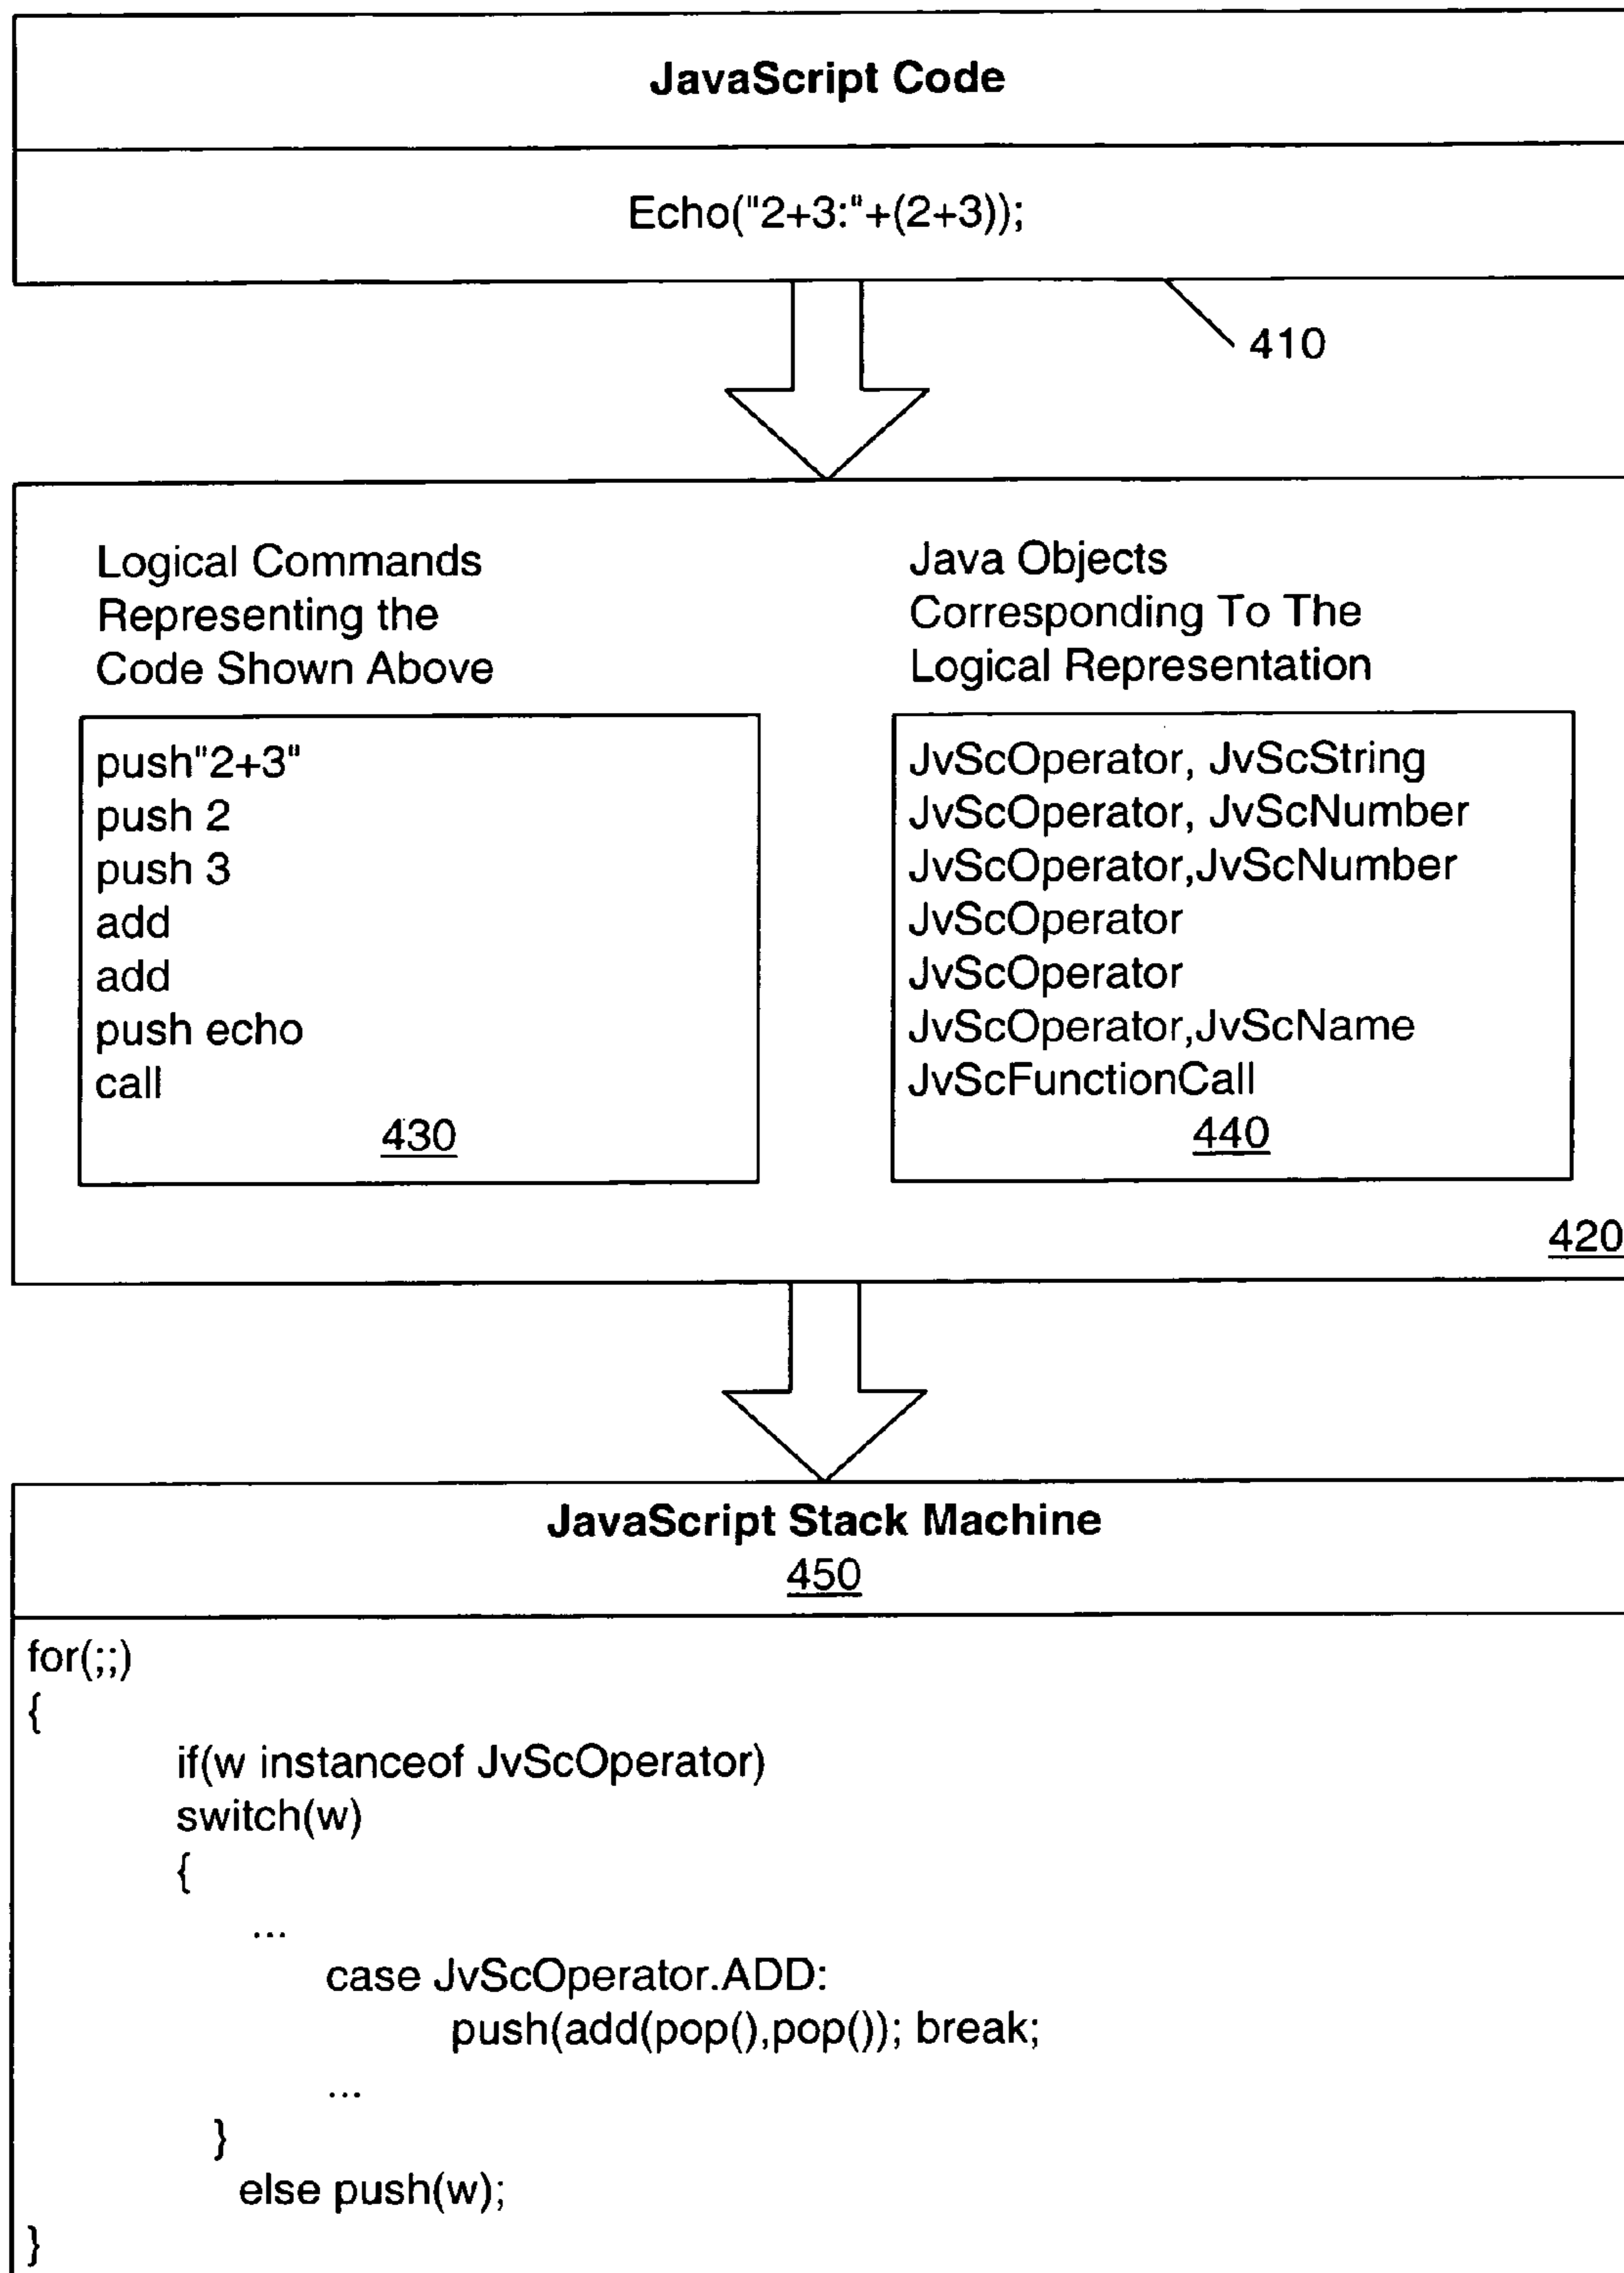 JavaScript Code
Echo("2+3:"+(2+3));
410
Logical Commands
Representing the
Code Shown Above
push"2+3"
push 2
push 3
add
add
push echo
call
430
Java Objects
Corresponding To The
Logical Representation
JvScOperator, JvScString
JvScOperator, JvScNumber
JvScOperator,JvScNumber
JvScOperator
JvScOperator
JvScOperator,JvScName
JvScFunctionCall
440
420
JavaScript Stack Machine
450
for(;;)
{
if(w instanceof JvScOperator)
switch(w)
{
...
case JvScOperator.ADD:
push(add(pop(),pop()); break;
...
}
else push(w);
}